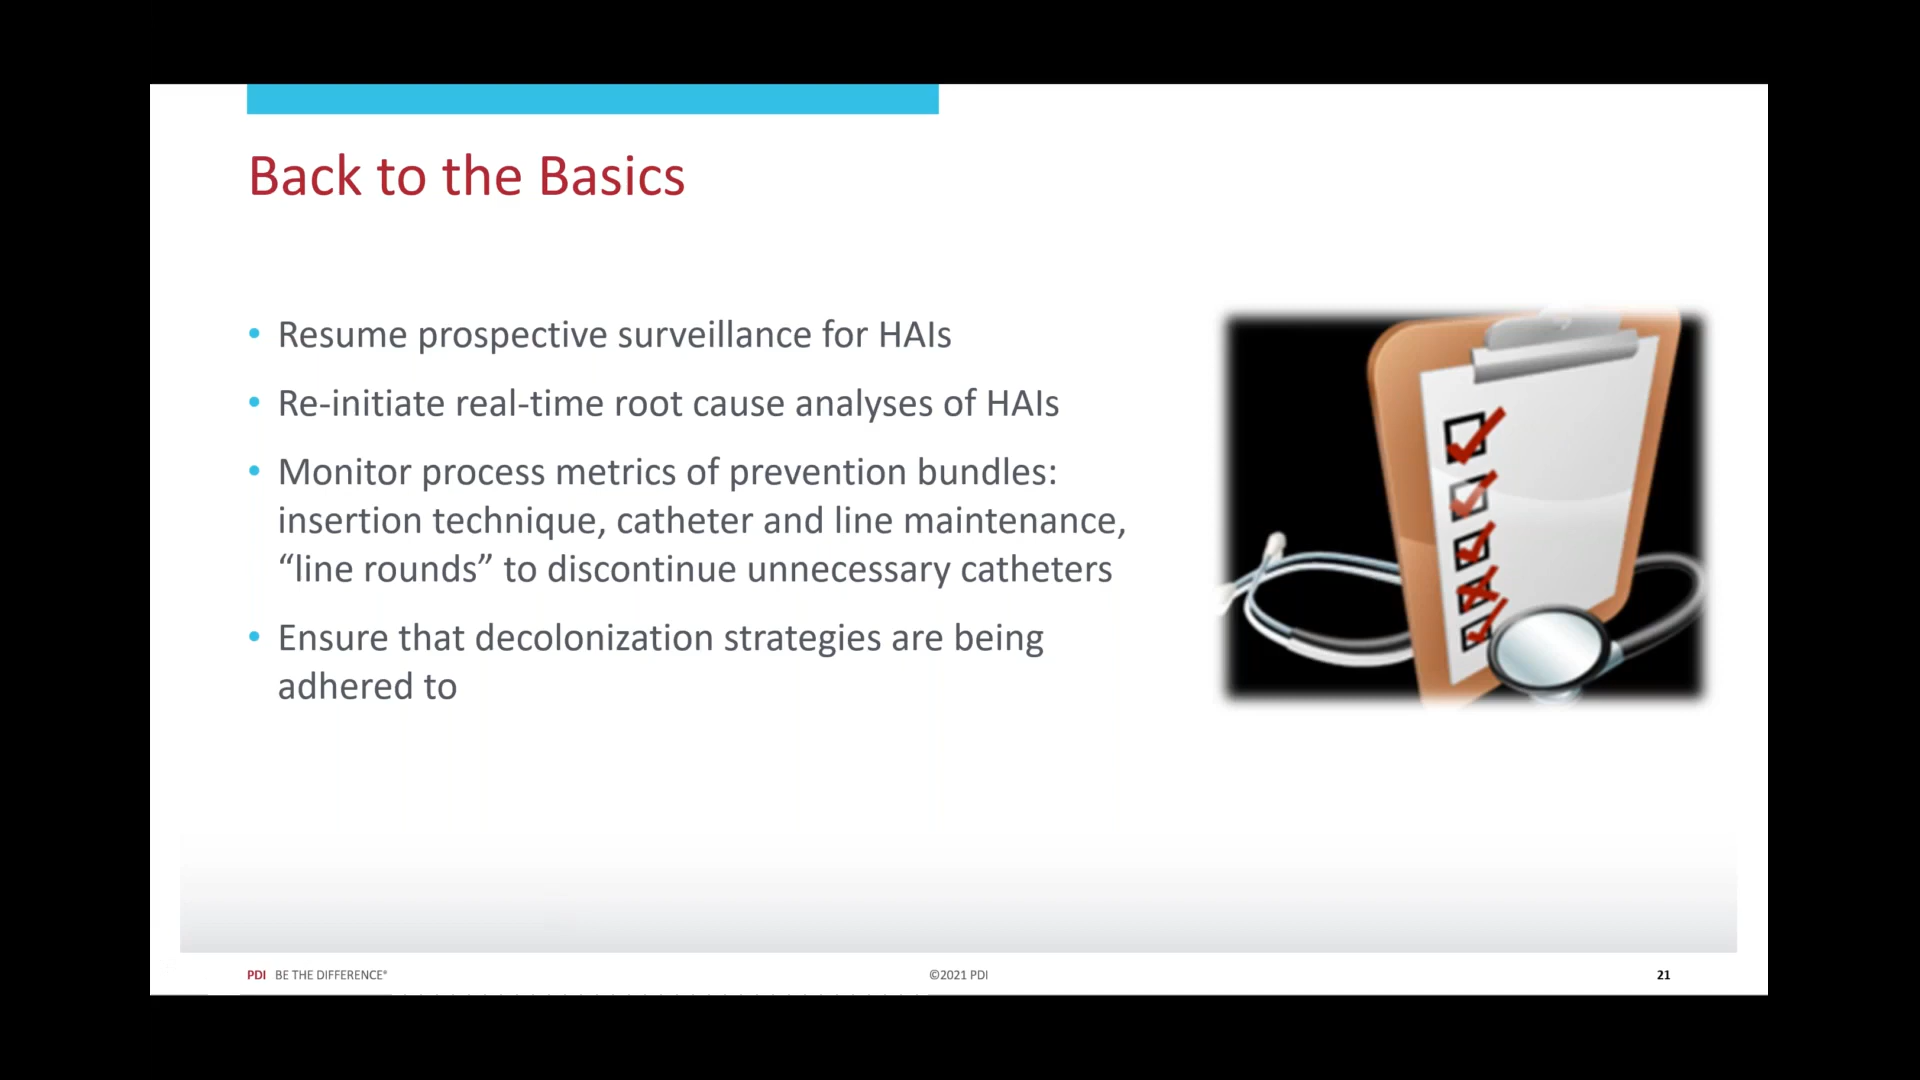 Back to the Basics
• Resume prospective surveillance for HAIs
• Re-initiate real-time root cause analyses of HAIs
• Monitor process metrics of prevention bundles:
insertion technique, catheter and line maintenance,
“line rounds” to discontinue unnecessary catheters
• Ensure that decolonization strategies are being
adhered to
PDI BE THE DIFFERENCE®
©2021 PDI
21